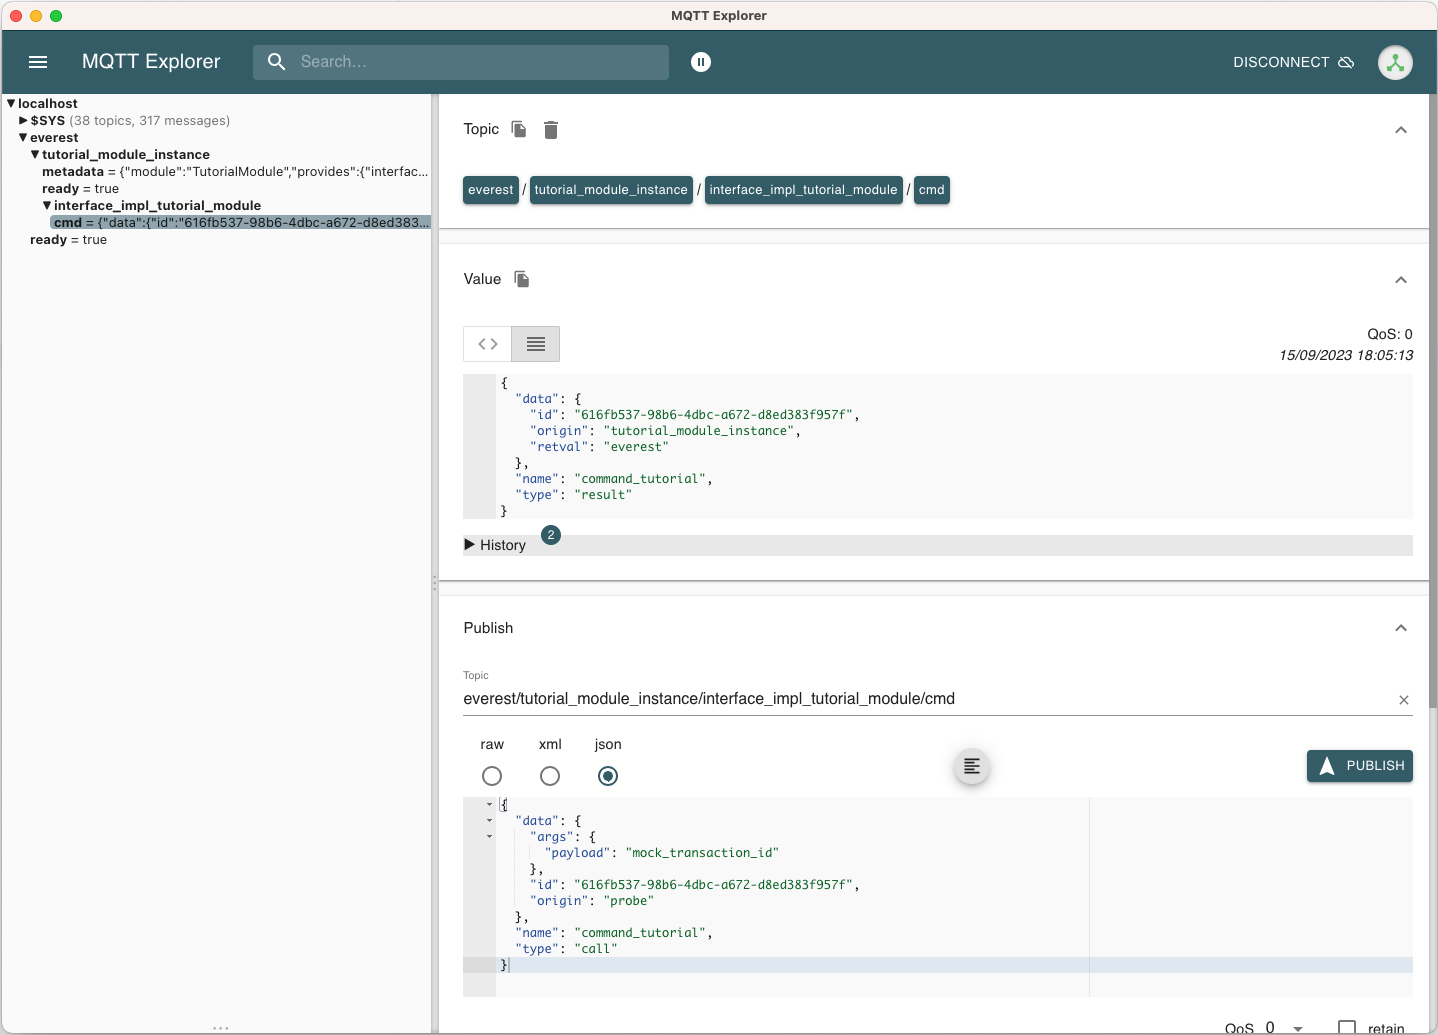 MQTT Explorer
MQTT Explorer
Search...
DISCONNECT
localhost
$SYS (38 topics, 317 messages)
everest
tutorial_module_instance
metadata = {"module":"TutorialModule","provides":{"interfac...
ready = true
interface_impl_tutorial_module
cmd = {"data":{"id":"616fb537-98b6-4dbc-a672-d8ed383...
ready = true
Topic
everest / tutorial_module_instance / interface_impl_tutorial_module / cmd
Value
QoS: 0
15/09/2023 18:05:13
{
"data": {
"id": "616fb537-98b6-4dbc-a672-d8ed383f957f",
"origin": "tutorial_module_instance",
"retval": "everest"
},
"name": "command_tutorial",
"type": "result"
}
History 2
Publish
Topic
everest/tutorial_module_instance/interface_impl_tutorial_module/cmd
raw xml json
PUBLISH
{
"data": {
"args": {
"payload": "mock_transaction_id"
},
"id": "616fb537-98b6-4dbc-a672-d8ed383f957f",
"origin": "probe"
},
"name": "command_tutorial",
"type": "call"
}
QoS 0 retain